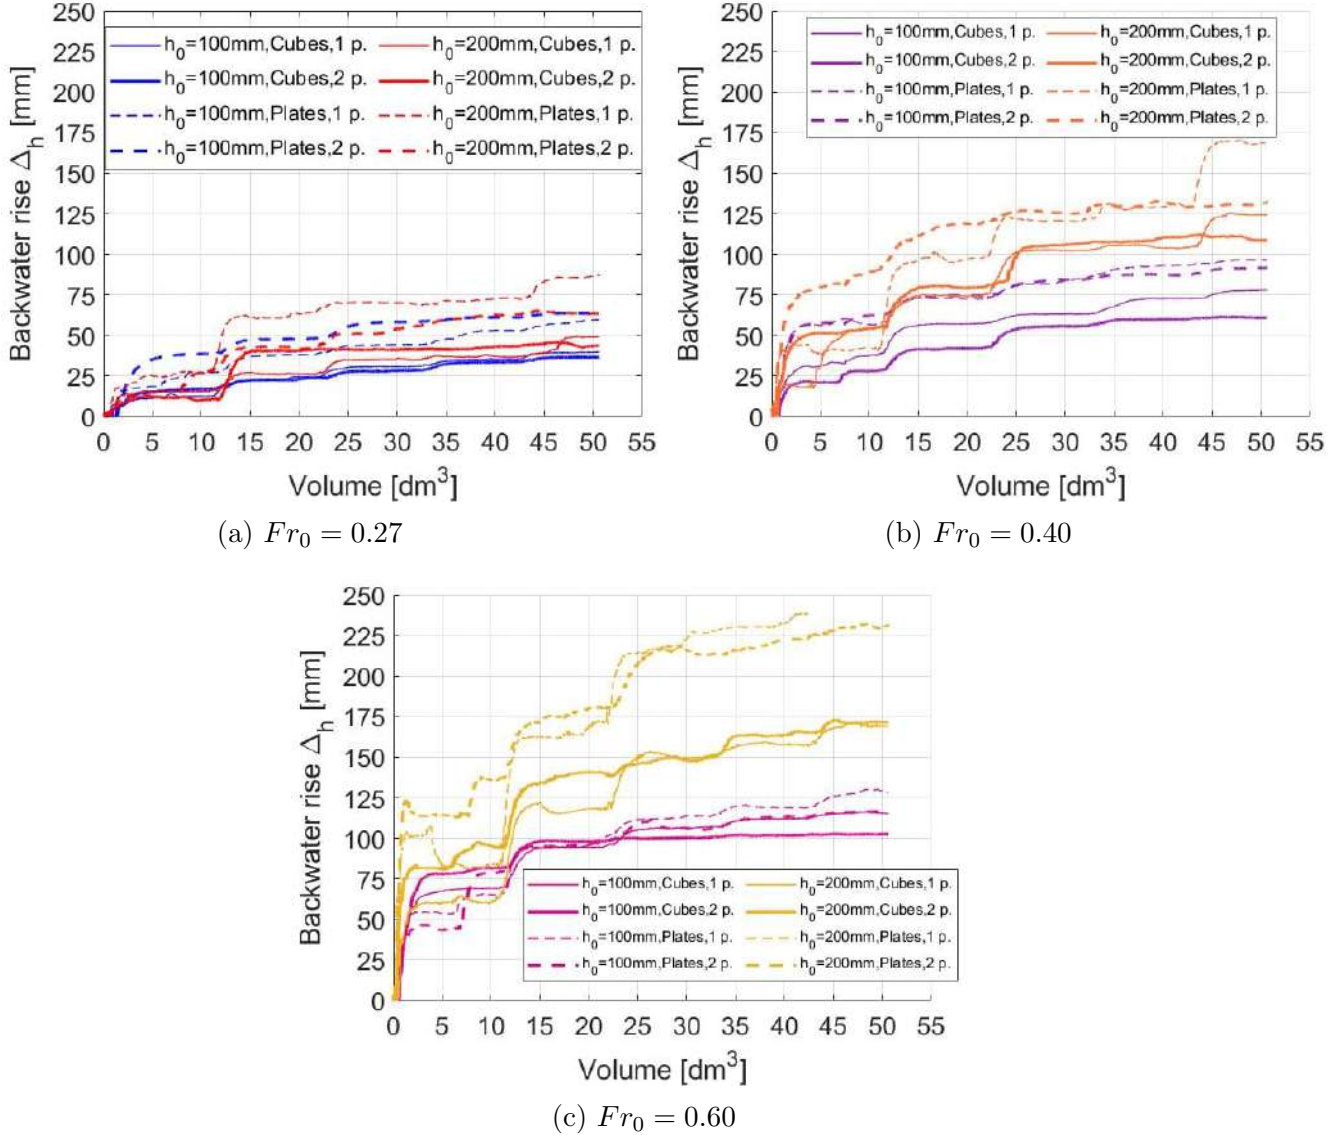 250
225
200
175
150
125
100
75
50
25
0
Backwater rise Δh [mm]
h0=100mm,Cubes,1 p.
h0=200mm,Cubes,1 p.
h0=100mm,Cubes,2 p.
h0=200mm,Cubes,2 p.
h0=100mm,Plates,1 p.
h0=200mm,Plates,1 p.
h0=100mm,Plates,2 p.
h0=200mm,Plates,2 p.
0 5 10 15 20 25 30 35 40 45 50 55
Volume [dm3]
(a) Fr0 = 0.27
250
225
200
175
150
125
100
75
50
25
0
Backwater rise Δh [mm]
h0=100mm,Cubes,1 p.
h0=200mm,Cubes,1 p.
h0=100mm,Cubes,2 p.
h0=200mm,Cubes,2 p.
h0=100mm,Plates,1 p.
h0=200mm,Plates,1 p.
h0=100mm,Plates,2 p.
h0=200mm,Plates,2 p.
0 5 10 15 20 25 30 35 40 45 50 55
Volume [dm3]
(b) Fr0 = 0.40
250
225
200
175
150
125
100
75
50
25
0
Backwater rise Δh [mm]
h0=100mm,Cubes,1 p.
h0=200mm,Cubes,1 p.
h0=100mm,Cubes,2 p.
h0=200mm,Cubes,2 p.
h0=100mm,Plates,1 p.
h0=200mm,Plates,1 p.
h0=100mm,Plates,2 p.
h0=200mm,Plates,2 p.
0 5 10 15 20 25 30 35 40 45 50 55
Volume [dm3]
(c) Fr0 = 0.60